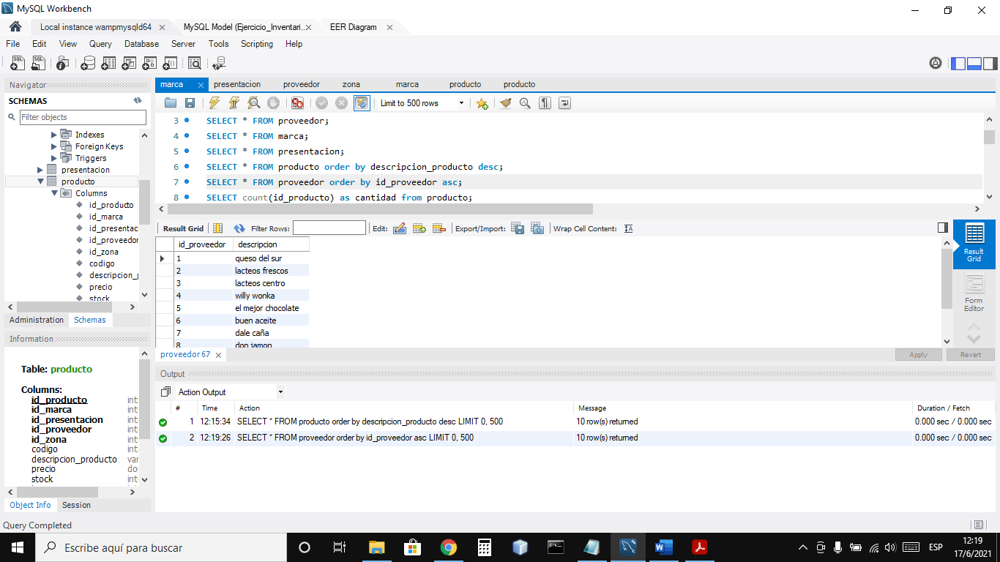 MySQL Workbench
Local instance wampmysqld64 MySQL Model (Ejercicio_Inventari.. EER Diagram
File Edit View Query Database Server Tools Scripting Help
Navigator
SCHEMAS
Filter objects
Indexes
Foreign Keys
Triggers
presentacion
producto
Columns
id_producto
id_marca
id_presentac
id_proveedor
id_zona
codigo
descripcion_p
precio
stock
Administration Schemas
Information
Table: producto
Columns:
id_producto int
id_marca int
id_presentacion int
id_proveedor int
id_zona int
codigo int
descripcion_producto var
precio do
stock int
Object Info Session
marca presentacion proveedor zona marca producto producto
Limit to 500 rows
3 SELECT * FROM proveedor;
4 SELECT * FROM marca;
5 SELECT * FROM presentacion;
6 SELECT * FROM producto order by descripcion_producto desc;
7 SELECT * FROM proveedor order by id_proveedor asc;
8 SELECT count(id_producto) as cantidad from producto;
Result Grid Filter Rows: Edit: Export/Import: Wrap Cell Content:
id_proveedor descripcion
1 queso del sur
2 lacteos frescos
3 lacteos centro
4 willy wonka
5 el mejor chocolate
6 buen aceite
7 dale caña
8 don jamon
Result
Grid
Form
Editor
proveedor 67 Apply Revert
Output
Action Output
# Time Action Message Duration / Fetch
1 12:15:34 SELECT * FROM producto order by descripcion_producto desc LIMIT 0, 500 10 row(s) returned 0.000 sec / 0.000 sec
2 12:19:26 SELECT * FROM proveedor order by id_proveedor asc LIMIT 0, 500 10 row(s) returned 0.000 sec / 0.000 sec
Query Completed
Escribe aquí para buscar
ESP
12:19
17/6/2021